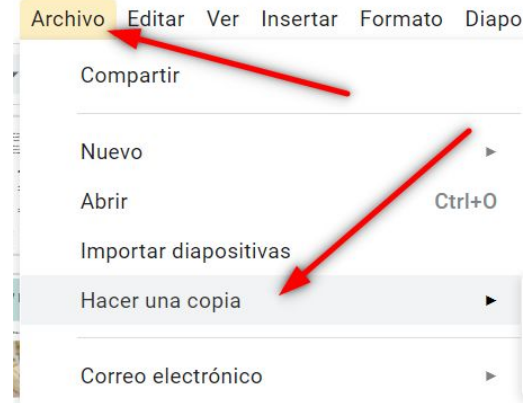 Archivo Editar Ver Insertar Formato Diapo
Compartir
Nuevo
Abrir Ctrl+O
Importar diapositivas
Hacer una copia
Correo electrónico